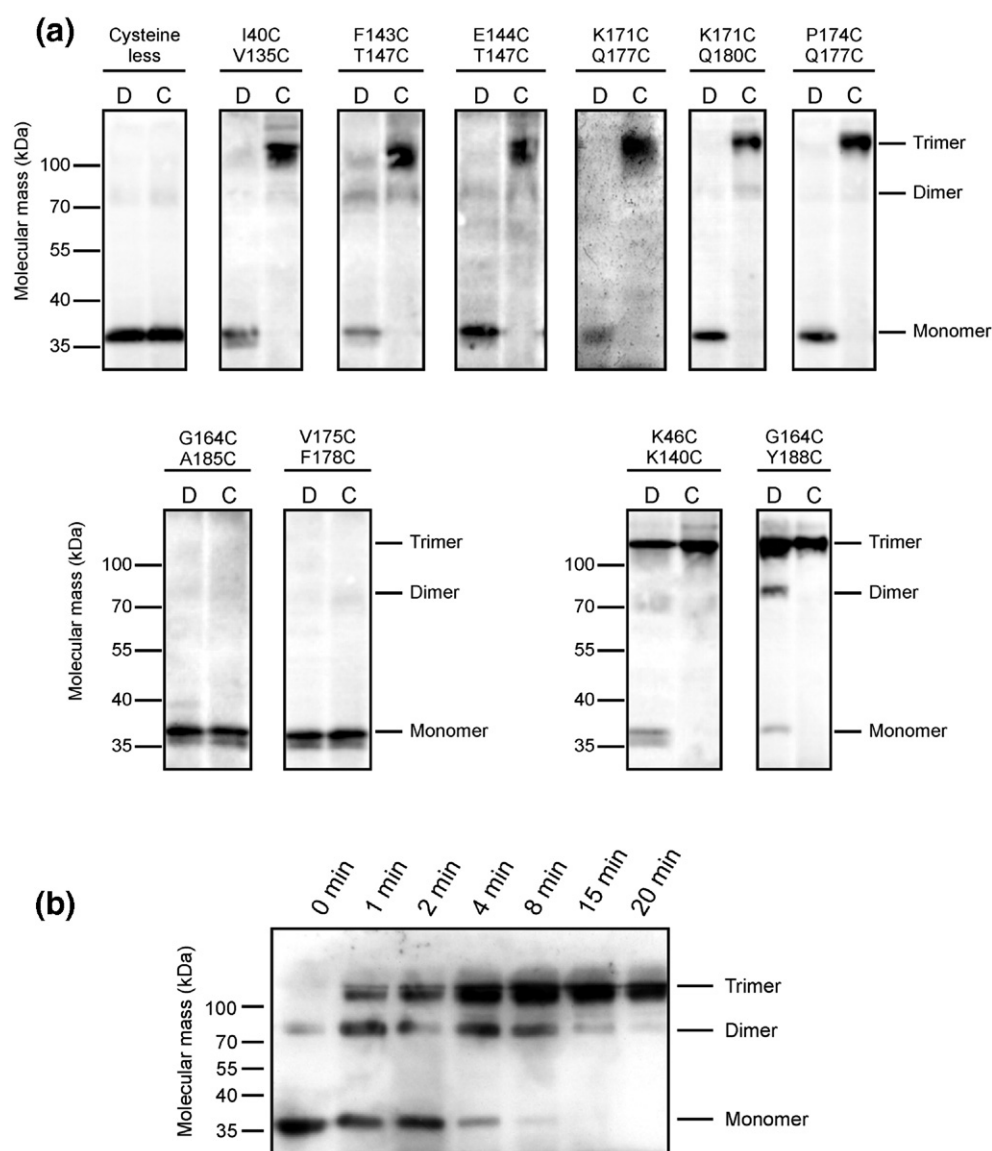 (a)
Cysteine less
I40C V135C
F143C T147C
E144C T147C
K171C Q177C
K171C Q180C
P174C Q177C
D C D C D C D C D C D C D C
Molecular mass (kDa)
100
70
55
40
35
Trimer
Dimer
Monomer
G164C A185C
V175C F178C
D C D C
Molecular mass (kDa)
100
70
55
40
35
Trimer
Dimer
Monomer
K46C K140C
G164C Y188C
D C D C
100
70
55
40
35
Trimer
Dimer
Monomer
(b)
0 min 1 min 2 min 4 min 8 min 15 min 20 min
Molecular mass (kDa)
100
70
55
40
35
Trimer
Dimer
Monomer